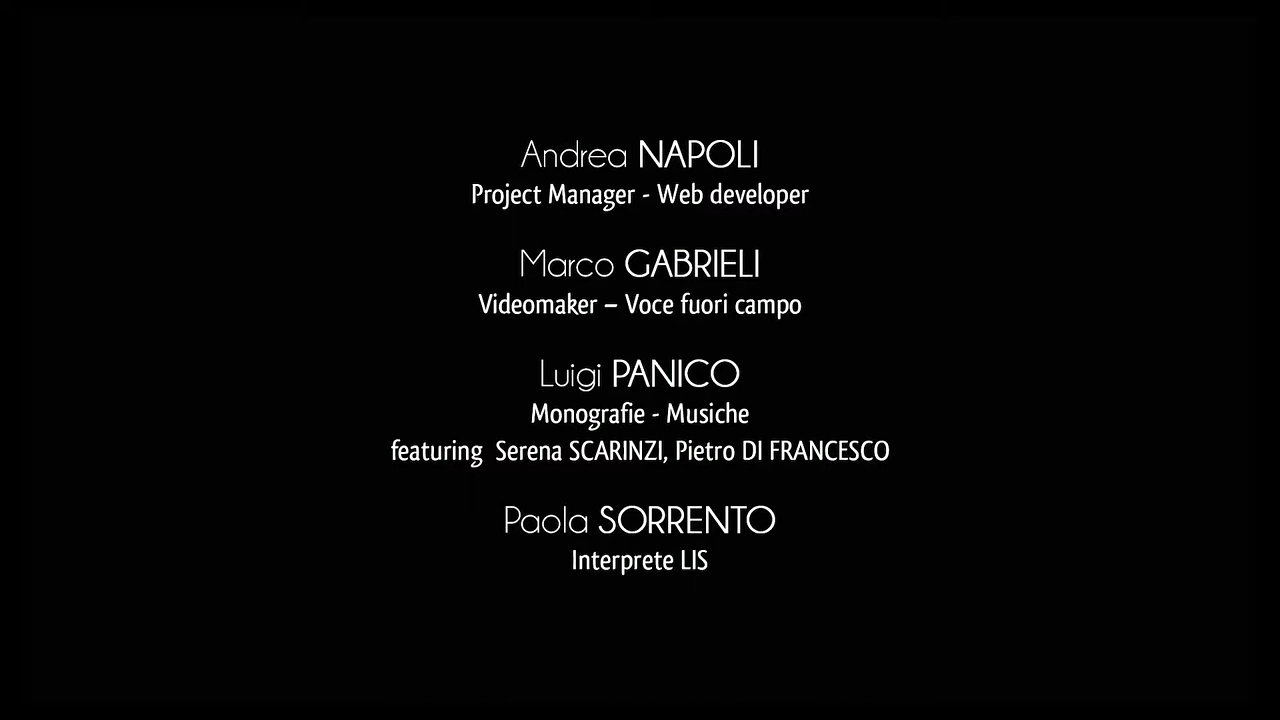 Andrea NAPOLI
Project Manager - Web developer
Marco GABRIELI
Videomaker – Voce fuori campo
Luigi PANICO
Monografie - Musiche
featuring  Serena SCARINZI, Pietro DI FRANCESCO
Paola SORRENTO
Interprete LIS